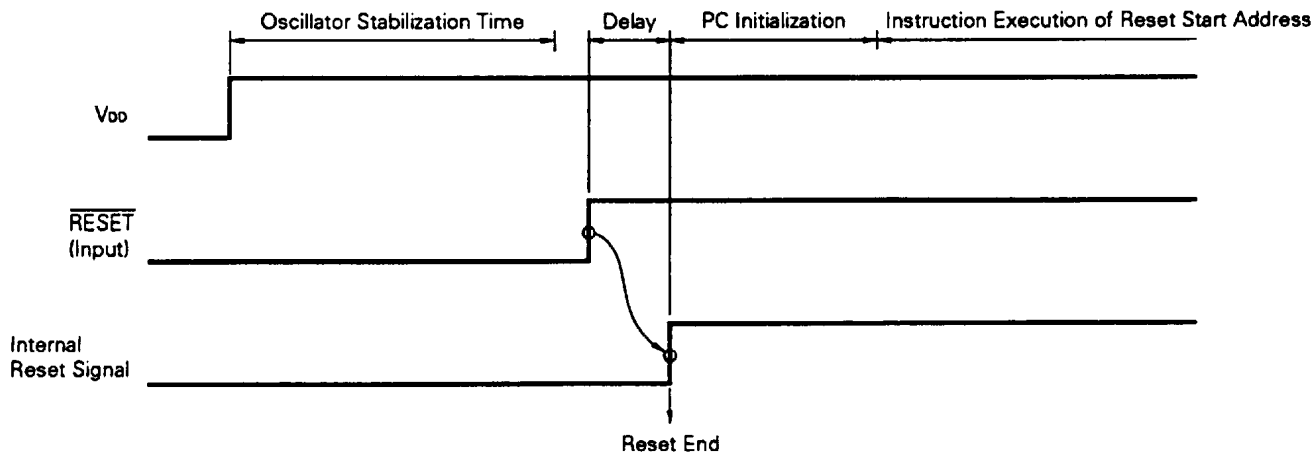 Oscillator Stabilization Time
Delay
PC Initialization
Instruction Execution of Reset Start Address
VDD
RESET
(Input)
Internal
Reset Signal
Reset End